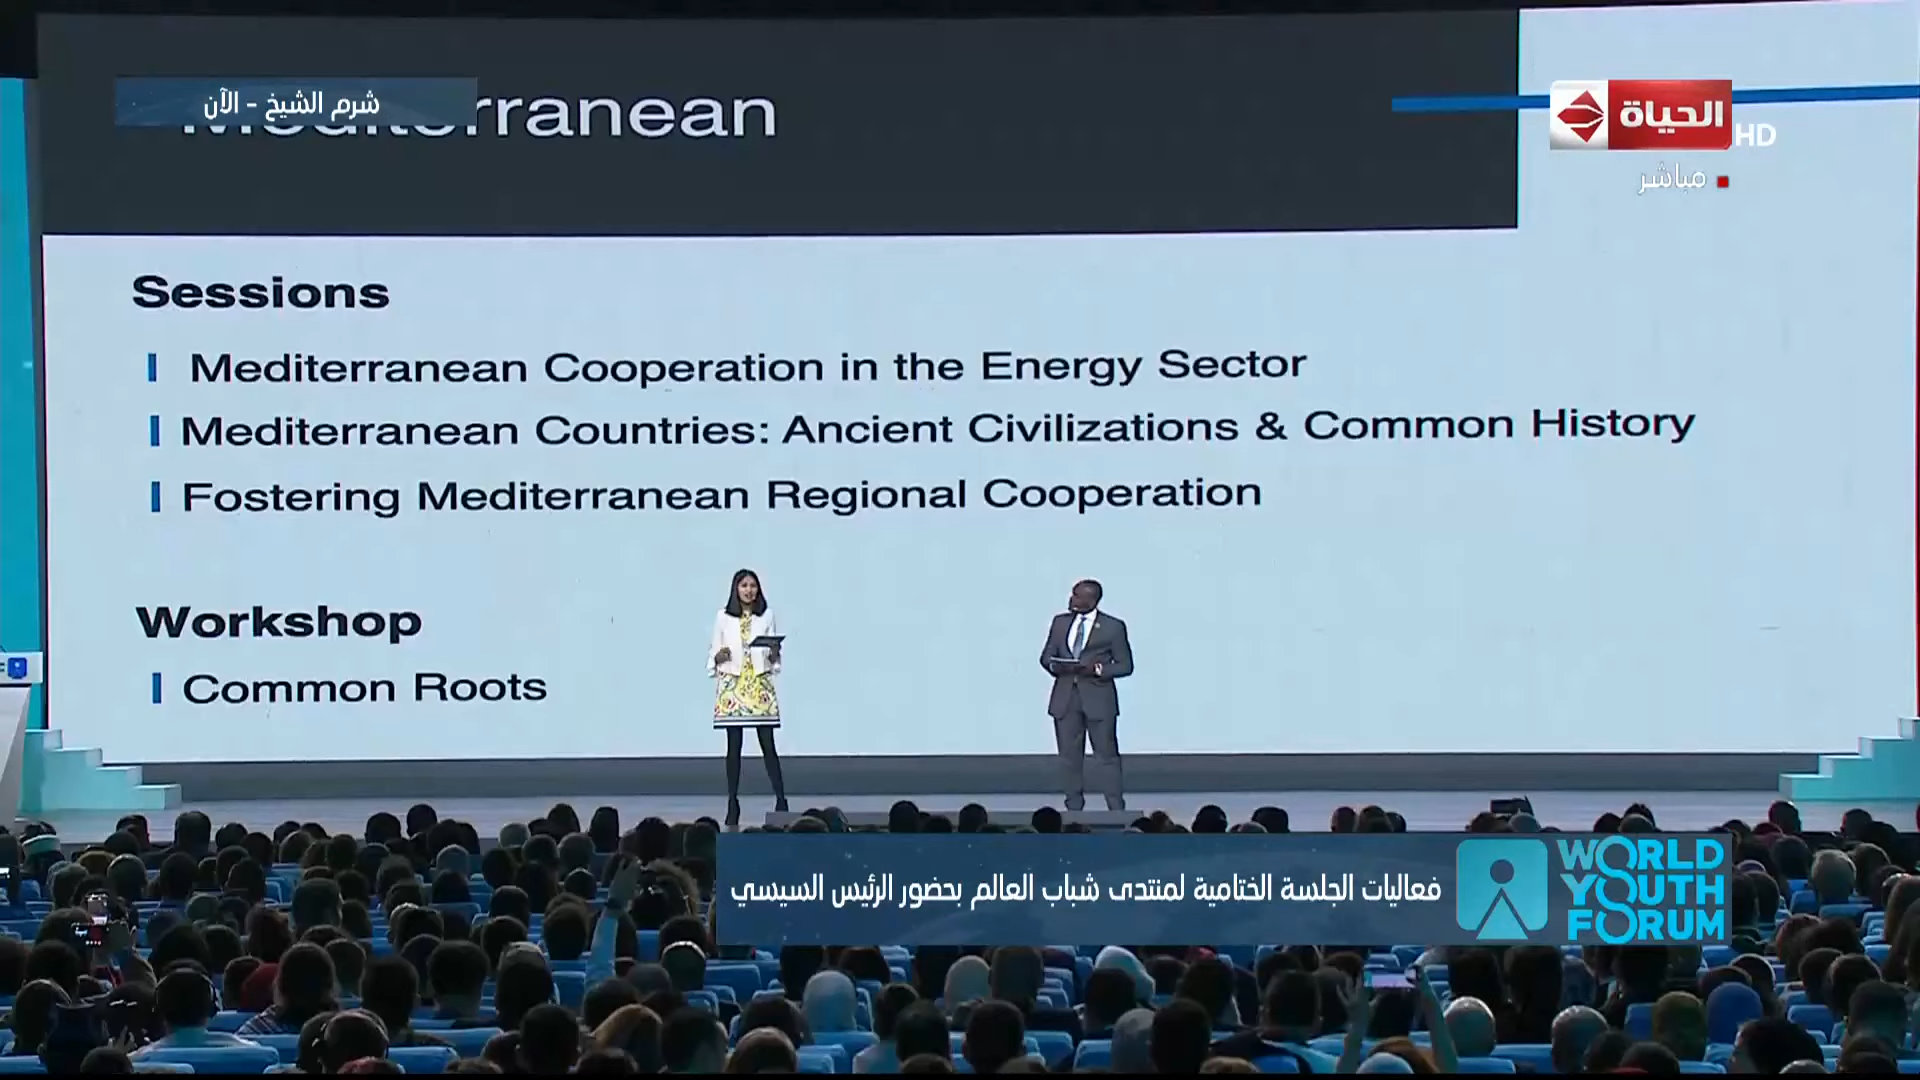 شرم الشيخ - الآن
Mediterranean
الحياة
HD
مباشر
Sessions
Mediterranean Cooperation in the Energy Sector
Mediterranean Countries: Ancient Civilizations & Common History
Fostering Mediterranean Regional Cooperation
Workshop
Common Roots
فعاليات الجلسة الختامية لمنتدى شباب العالم بحضور الرئيس السيسي
WORLD
YOUTH
FORUM